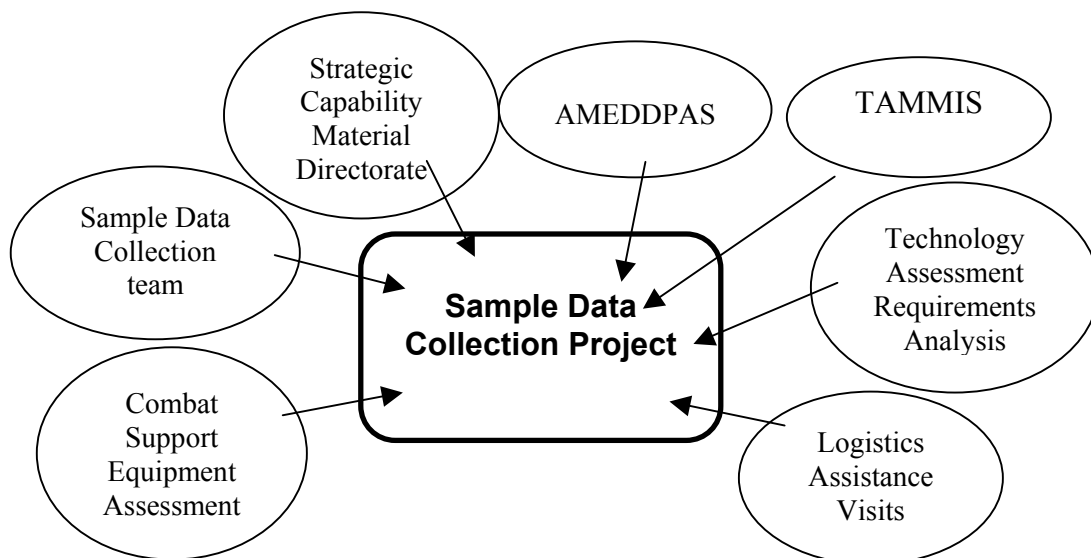 Strategic
Capability
Material
Directorate
AMEDDPAS
TAMMIS
Sample Data
Collection
team
Technology
Assessment
Requirements
Analysis
Sample Data
Collection Project
Combat
Support
Equipment
Assessment
Logistics
Assistance
Visits